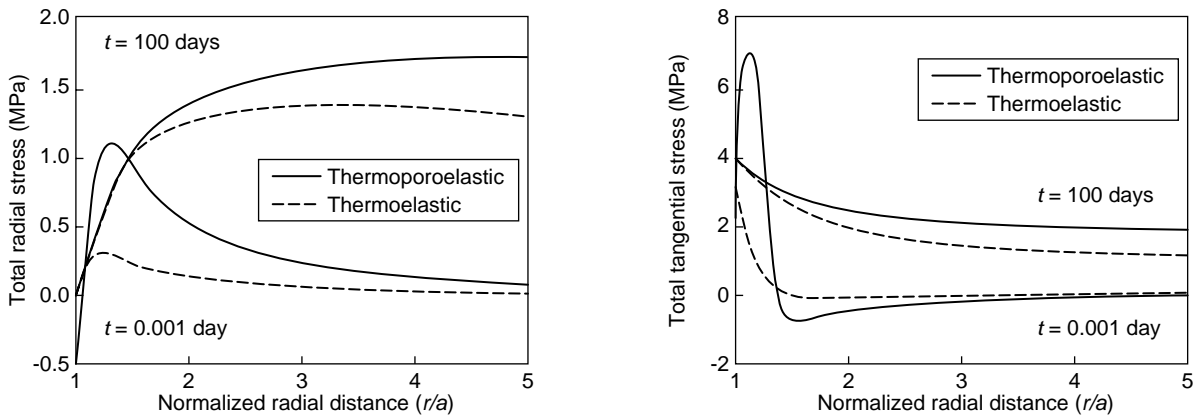 2.0
1.5
1.0
0.5
0.0
-0.5
Total radial stress (MPa)
t = 100 days
Thermoporoelastic
Thermoelastic
t = 0.001 day
1 2 3 4 5
Normalized radial distance (r/a)
8
6
4
2
0
-2
Total tangential stress (MPa)
Thermoporoelastic
Thermoelastic
t = 100 days
t = 0.001 day
1 2 3 4 5
Normalized radial distance (r/a)